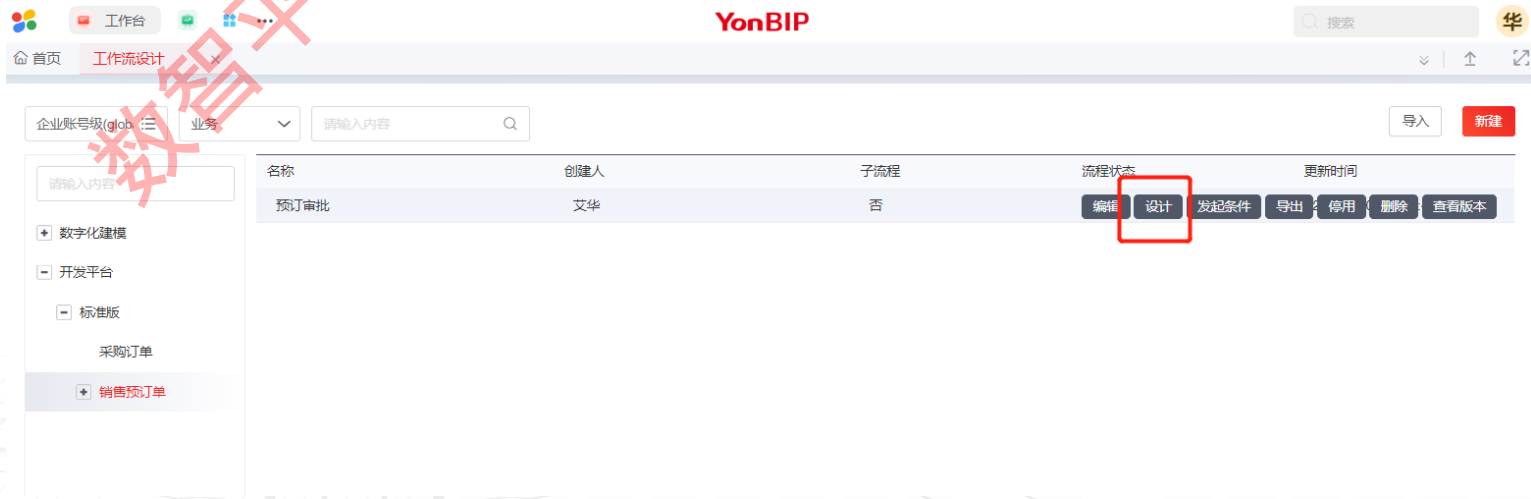 工作台 ••• YonBIP 搜索 华
首页 工作流设计 ×
企业账号级(glob 业务 请输入内容 导入 新建
请输入内容
名称 创建人 子流程 流程状态 更新时间
预订审批 艾华 否 编辑 设计 发起条件 导出 停用 删除 查看版本
数字化建模
开发平台
标准版
采购订单
销售预订单
数智平